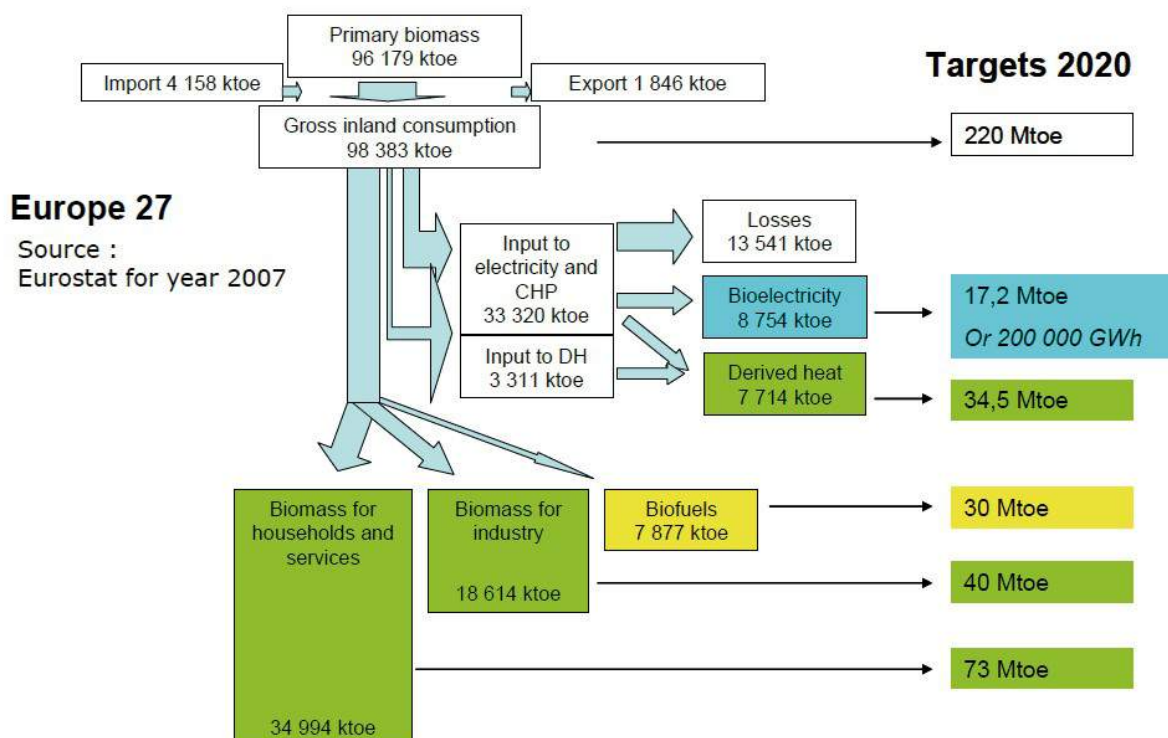 Primary biomass
96 179 ktoe
Import 4 158 ktoe
Export 1 846 ktoe
Targets 2020
Gross inland consumption
98 383 ktoe
220 Mtoe
Europe 27
Source :
Eurostat for year 2007
Input to
electricity and
CHP
33 320 ktoe
Losses
13 541 ktoe
Bioelectricity
8 754 ktoe
17,2 Mtoe
Or 200 000 GWh
Input to DH
3 311 ktoe
Derived heat
7 714 ktoe
34,5 Mtoe
Biomass for
households and
services
34 994 ktoe
Biomass for
industry
18 614 ktoe
Biofuels
7 877 ktoe
30 Mtoe
40 Mtoe
73 Mtoe